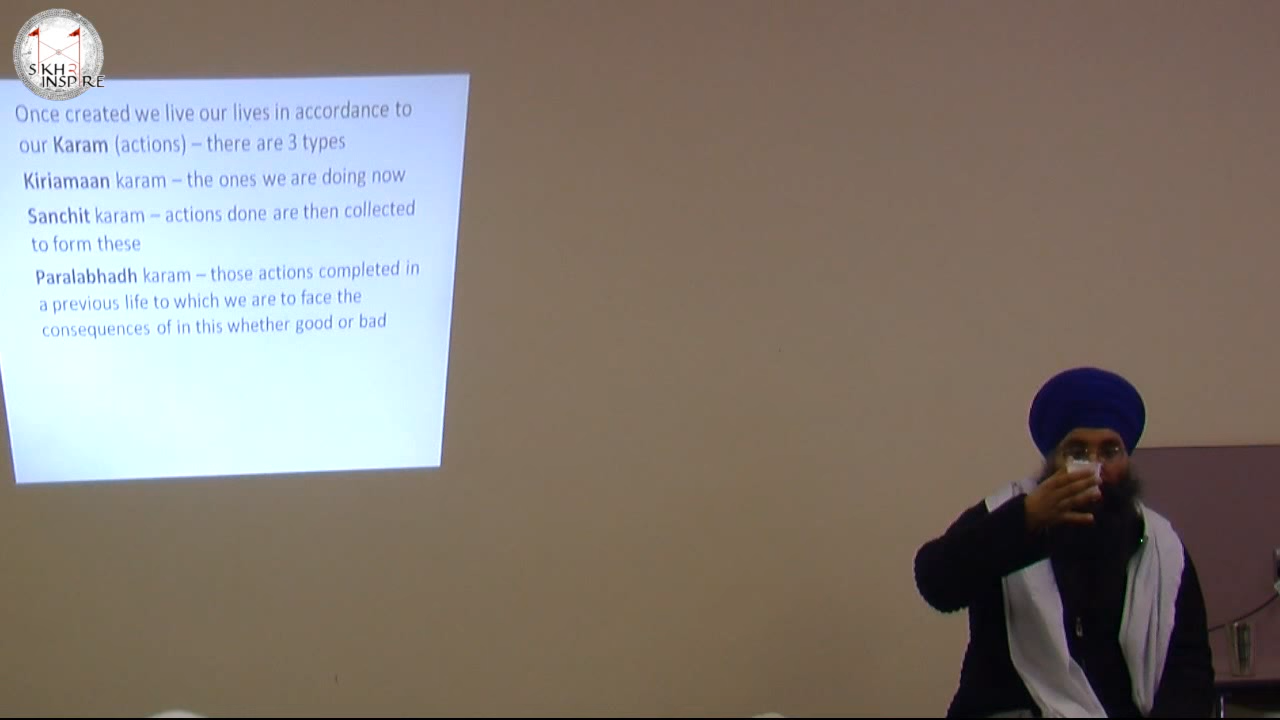 SIKH2
INSPIRE
Once created we live our lives in accordance to
our Karam (actions) – there are 3 types
Kiriamaan karam – the ones we are doing now
Sanchit karam – actions done are then collected
to form these
Paralabhadh karam – those actions completed in
a previous life to which we are to face the
consequences of in this whether good or bad